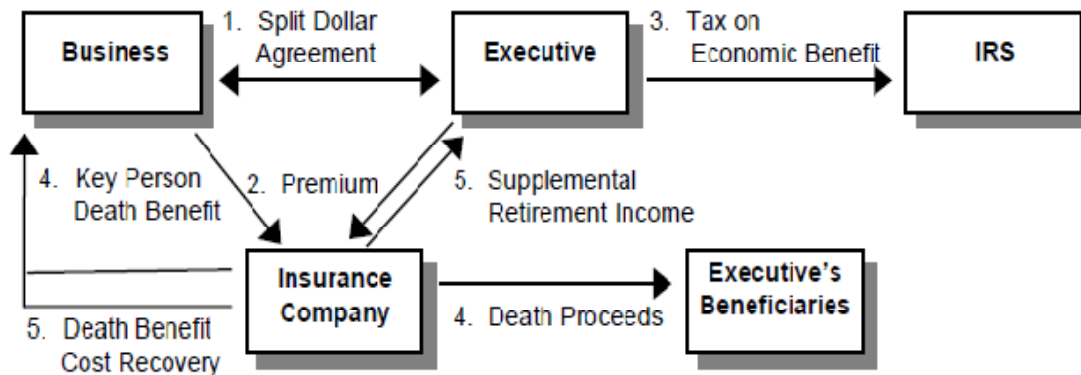 Business
1. Split Dollar
Agreement
Executive
3. Tax on
Economic Benefit
IRS
4. Key Person
Death Benefit
2. Premium
5. Supplemental
Retirement Income
Insurance
Company
4. Death Proceeds
Executive's
Beneficiaries
5. Death Benefit
Cost Recovery